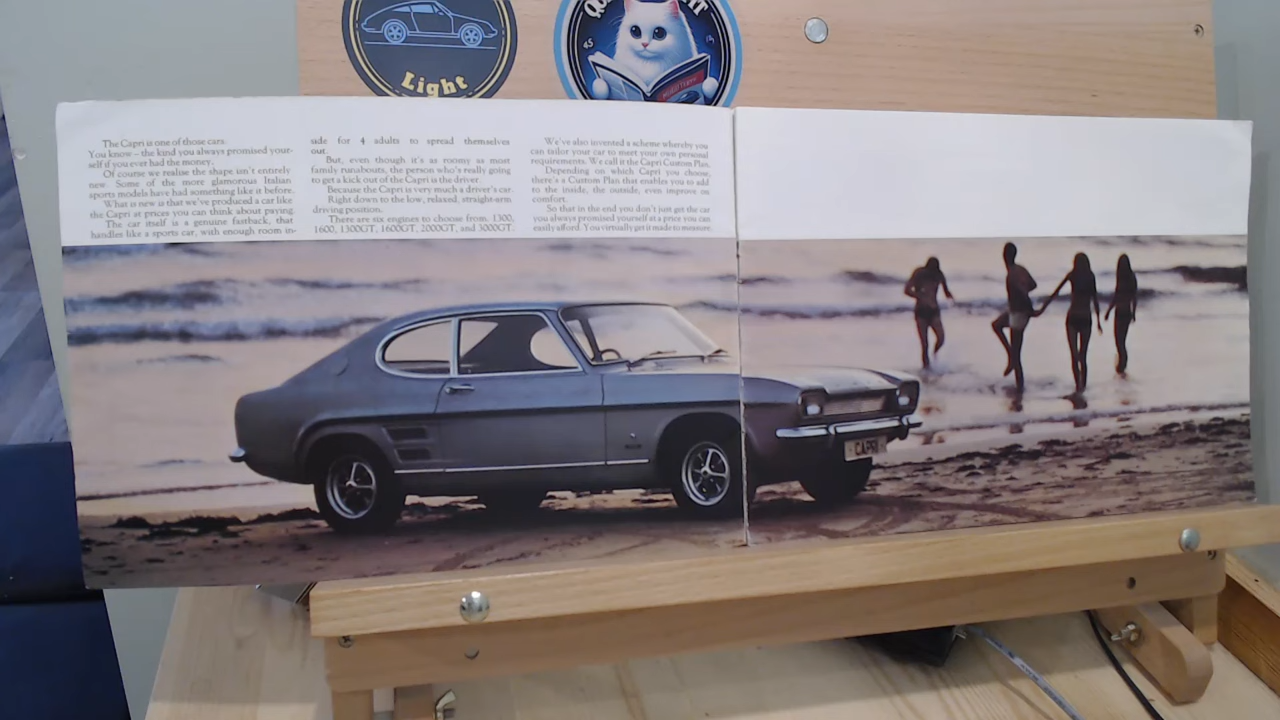 Light
45
The Capri is one of those cars.
You know – the kind you always promised your-
self if you ever had the money.
Of course we realise the shape isn't entirely
new. Some of the more glamorous Italian
sports models have had something like it before.
What is new is that we've produced a car like
the Capri at prices you can think about paying
The car itself is a genuine fastback, that
handles like a sports car, with enough room in-
side for 4 adults to spread themselves
out.
But, even though it's as roomy as most
family runabouts, the person who's really going
to get a kick out of the Capri is the driver.
Because the Capri is very much a driver's car.
Right down to the low, relaxed, straight-arm
driving position.
There are six engines to choose from. 1300,
1600, 1300GT, 1600GT, 2000GT, and 3000GT.
We've also invented a scheme whereby you
can tailor your car to meet your own personal
requirements. We call it the Capri Custom Plan.
Depending on which Capri you choose,
there's a Custom Plan that enables you to add
to the inside, the outside, even improve on
comfort.
So that in the end you don't just get the car
you always promised yourself at a price you can
easily afford. You virtually get it made to measure.
CAPRI